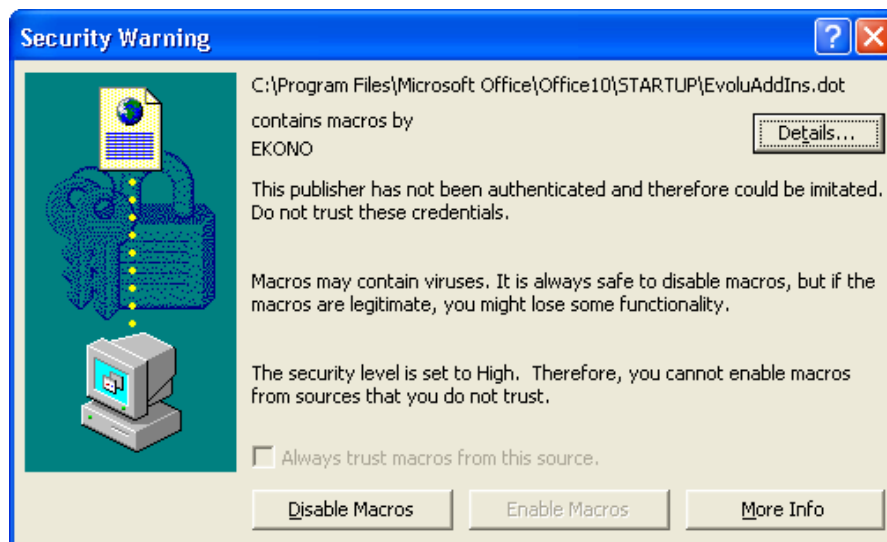 Security Warning
C:\Program Files\Microsoft Office\Office10\STARTUP\EvoluAddIns.dot
contains macros by
EKONO
Details...
This publisher has not been authenticated and therefore could be imitated.
Do not trust these credentials.
Macros may contain viruses. It is always safe to disable macros, but if the
macros are legitimate, you might lose some functionality.
The security level is set to High.  Therefore, you cannot enable macros
from sources that you do not trust.
Always trust macros from this source.
Disable Macros
Enable Macros
More Info